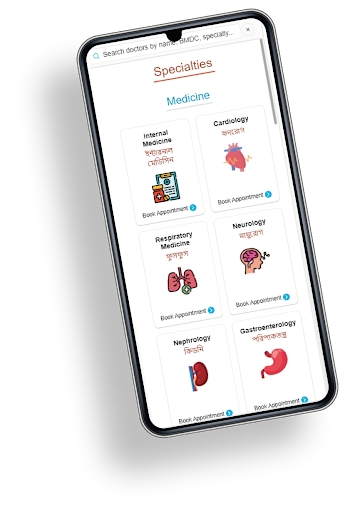 Search doctors by name, BMDC, specialty...
Specialties
Medicine
Internal
Medicine
ইন্টারনাল
মেডিসিন
Book Appointment
Cardiology
হৃদরোগ
Book Appointment
Respiratory
Medicine
ফুসফুস
Book Appointment
Neurology
স্নায়ুরোগ
Book Appointment
Nephrology
কিডনি
Book Appointment
Gastroenterology
পরিপাকতন্ত্র
Book Appointment